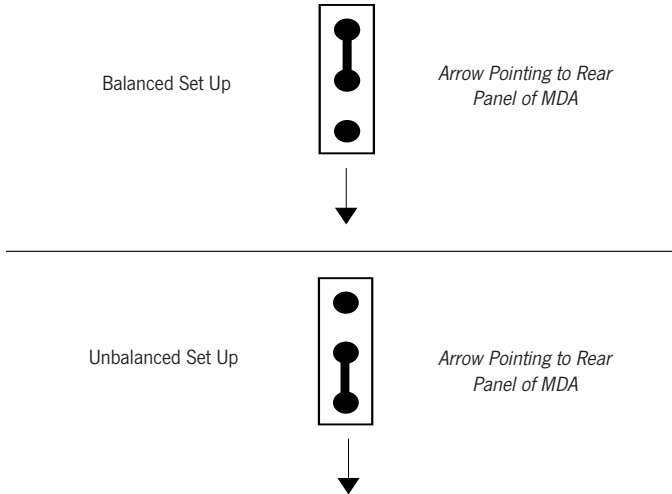 Balanced Set Up
Arrow Pointing to Rear
Panel of MDA
Unbalanced Set Up
Arrow Pointing to Rear
Panel of MDA